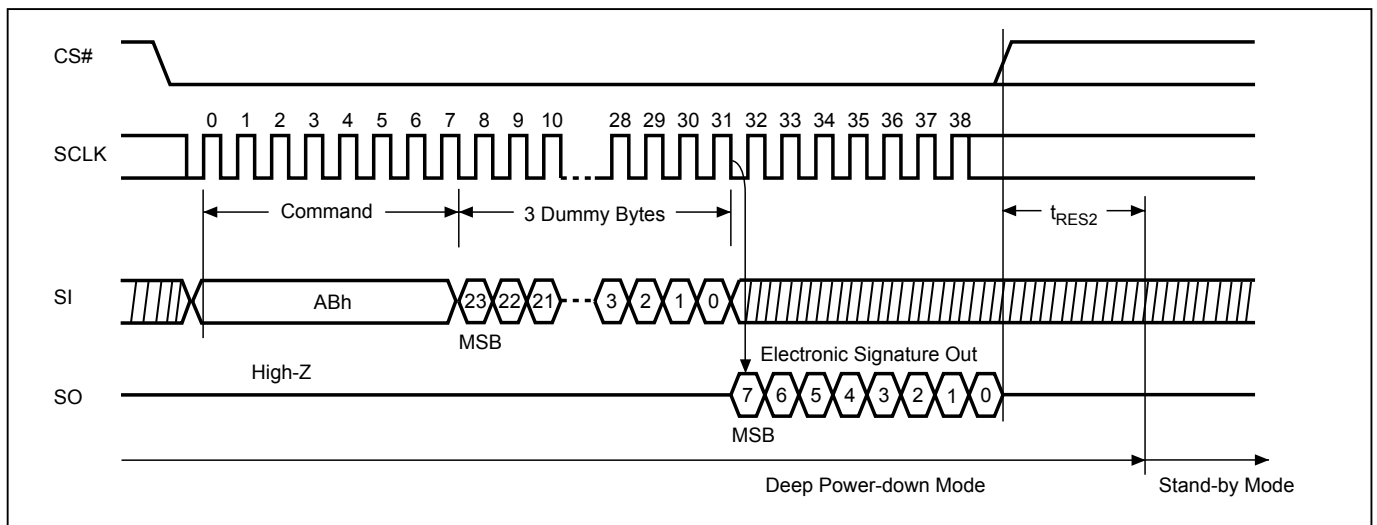 CS#
0 1 2 3 4 5 6 7 8 9 10 28 29 30 31 32 33 34 35 36 37 38
SCLK
Command 3 Dummy Bytes tRES2
SI ABh 23 22 21 3 2 1 0
MSB
Electronic Signature Out
High-Z
SO 7 6 5 4 3 2 1 0
MSB
Deep Power-down Mode Stand-by Mode